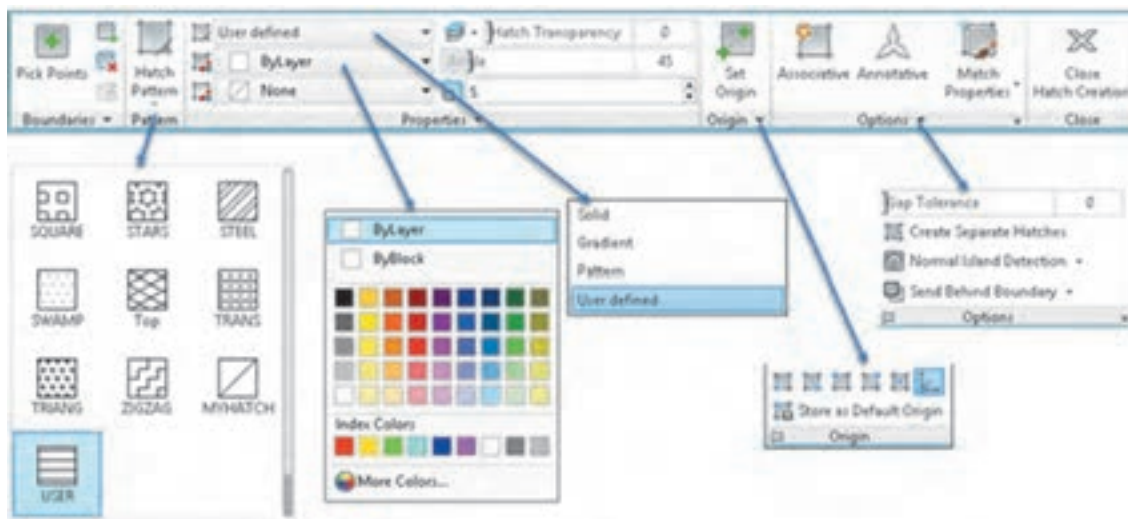 User defined Hatch Transparency 0
Pick Points Hatch Pattern ByLayer Angle 45 Set Origin Associative Annotative Match Properties Close Hatch Creation
None 5
Boundaries Pattern Properties Origin Options Close
SQUARE STARS STEEL
SWAMP Top TRANS
TRIANG ZIGZAG MYHATCH
USER
ByLayer
ByBlock
Index Colors
More Colors...
Solid
Gradient
Pattern
User defined
Gap Tolerance 0
Create Separate Hatches
Normal Island Detection
Send Behind Boundary
Options
Store as Default Origin
Origin